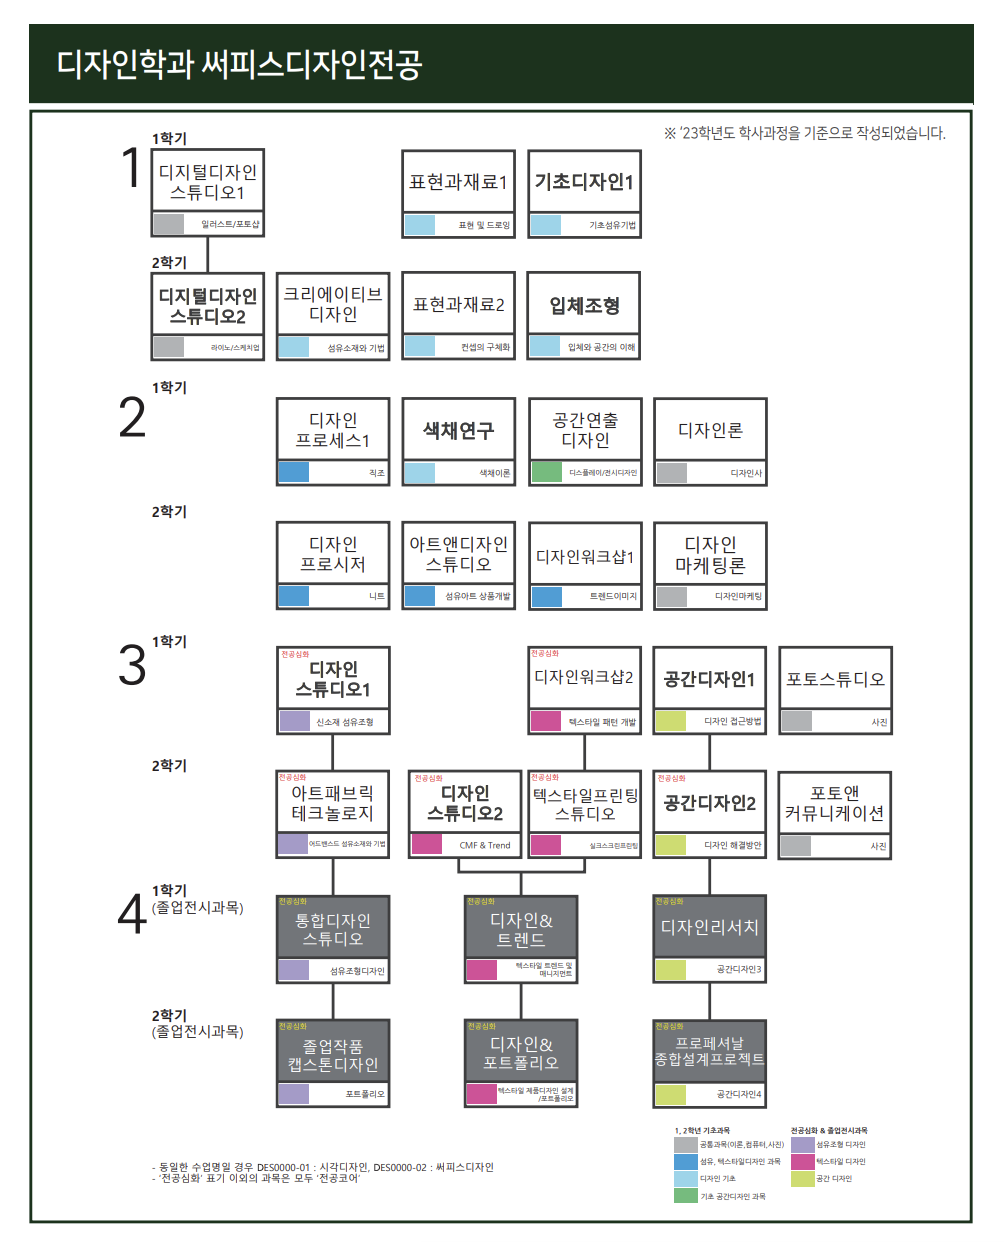 디자인학과 써피스디자인전공
※ ‘23학년도 학사과정을 기준으로 작성되었습니다.
1
1학기
디지털디자인
스튜디오1
일러스트/포토샵
표현과재료1
표현 및 드로잉
기초디자인1
기초섬유기법
2학기
디지털디자인
스튜디오2
라이노/스케치업
크리에이티브
디자인
섬유소재와 기법
표현과재료2
컨셉의 구체화
입체조형
입체와 공간의 이해
2
1학기
디자인
프로세스1
직조
색채연구
색채이론
공간연출
디자인
디스플레이/전시디자인
디자인론
디자인사
2학기
디자인
프로시저
니트
아트앤디자인
스튜디오
섬유아트 상품개발
디자인워크샵1
트렌드이미지
디자인
마케팅론
디자인마케팅
3
1학기
전공심화
디자인
스튜디오1
신소재 섬유조형
전공심화
디자인워크샵2
텍스타일 패턴 개발
공간디자인1
디자인 접근방법
포토스튜디오
사진
2학기
전공심화
아트패브릭
테크놀로지
어드밴스드 섬유소재와 기법
전공심화
디자인
스튜디오2
CMF & Trend
전공심화
텍스타일프린팅
스튜디오
실크스크린프린팅
전공심화
공간디자인2
디자인 해결방안
포토앤
커뮤니케이션
사진
4
1학기
(졸업전시과목)
전공심화
통합디자인
스튜디오
섬유조형디자인
전공심화
디자인&
트렌드
텍스타일 트렌드 및
매니지먼트
전공심화
디자인리서치
공간디자인3
2학기
(졸업전시과목)
전공심화
졸업작품
캡스톤디자인
포트폴리오
전공심화
디자인&
포트폴리오
텍스타일 제품디자인 설계
/포트폴리오
전공심화
프로페셔날
종합설계프로젝트
공간디자인4
1, 2학년 기초과목
공통과목(이론,컴퓨터,사진)
섬유, 텍스타일디자인 과목
디자인 기초
기초 공간디자인 과목
전공심화 & 졸업전시과목
섬유조형 디자인
텍스타일 디자인
공간 디자인
- 동일한 수업명일 경우 DES0000-01 : 시각디자인, DES0000-02 : 써피스디자인
- ‘전공심화’ 표기 이외의 과목은 모두 ‘전공코어’